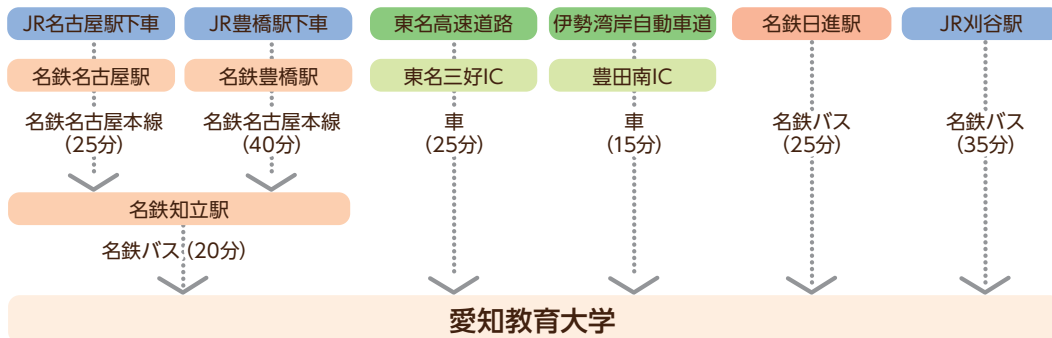 JR名古屋駅下車
JR豊橋駅下車
東名高速道路
伊勢湾岸自動車道
名鉄日進駅
JR刈谷駅
名鉄名古屋駅
名鉄豊橋駅
東名三好IC
豊田南IC
名鉄名古屋本線
(25分)
名鉄名古屋本線
(40分)
車
(25分)
車
(15分)
名鉄バス
(25分)
名鉄バス
(35分)
名鉄知立駅
名鉄バス(20分)
愛知教育大学